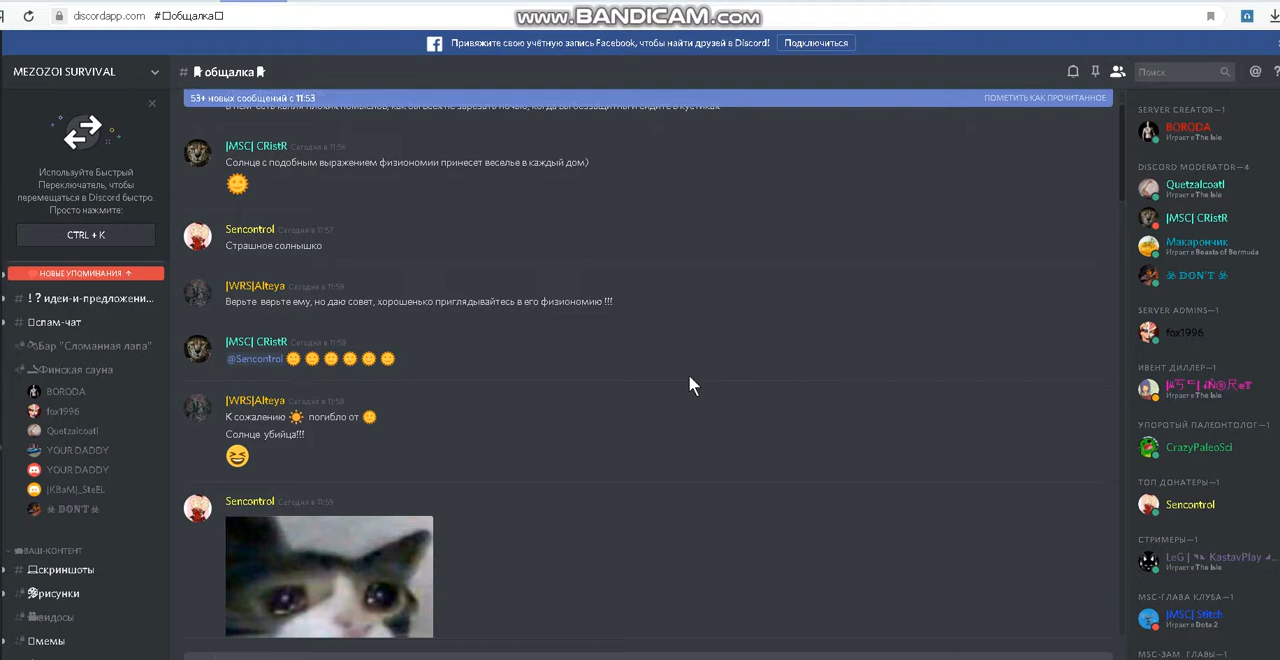 discordapp.com #общалка
www.BANDICAM.com
Привяжите свою учётную запись Facebook, чтобы найти друзей в Discord! Подключиться
MEZOZOI SURVIVAL
# общалка
Поиск
53+ новых сообщений с 11:53
ПОМЕТИТЬ КАК ПРОЧИТАННОЕ
Используйте Быстрый
Переключатель, чтобы
перемещаться в Discord быстро.
Просто нажмите:
CTRL + K
НОВЫЕ УПОМИНАНИЯ ↑
# ! ? идеи-и-предложени...
# спам-чат
Бар "Сломанная лапа"
Финская сауна
BORODA
fox1996
Quetzalcoatl
YOUR DADDY
YOUR DADDY
|KBaM|_SteEL
☠ DON'T ☠
ВАШ-КОНТЕНТ
# скриншоты
рисунки
видосы
мемы
|MSC| CRistR Сегодня в 11:56
Солнце с подобным выражением физиономии принесет веселье в каждый дом)
🌞
Sencontrol Сегодня в 11:57
Страшное солнышко
|WRS|Alteya Сегодня в 11:58
Верьте верьте ему, но даю совет, хорошенько приглядывайтесь в его физиономию !!!
|MSC| CRistR Сегодня в 11:58
@Sencontrol 🌞 🌞 🌞 🌞 🌞 🌞
|WRS|Alteya Сегодня в 11:58
К сожалению ☀ погибло от 🌞
Солнце убийца!!!
😆
Sencontrol Сегодня в 11:59
SERVER CREATOR—1
BORODA
Играет в The Isle
DISCORD MODERATOR—4
Quetzalcoatl
Играет в The Isle
|MSC| CRistR
Макарончик
Играет в Beasts of Bermuda
☠ DON'T ☠
SERVER ADMINS—1
fox1996
ИВЕНТ ДИЛЛЕР—1
Играет в The Isle
УПОРОТЫЙ ПАЛЕОНТОЛОГ—1
CrazyPaleoSci
ТОП ДОНАТЕРЫ—1
Sencontrol
СТРИМЕРЫ—1
LeG | KastavPlay
Играет в The Isle
MSC-ГЛАВА КЛУБА—1
|MSC| Stitch
Играет в Dota 2
MSC-ЗАМ. ГЛАВЫ—1